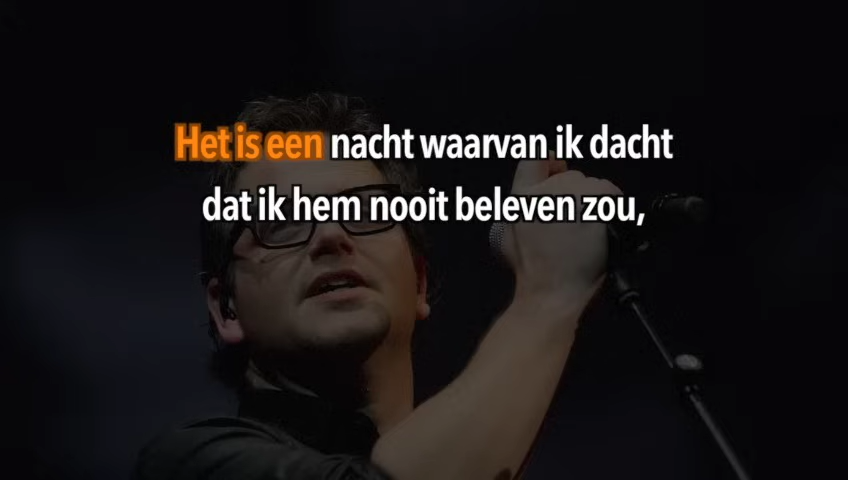 Het is een nacht waarvan ik dacht
dat ik hem nooit beleven zou,